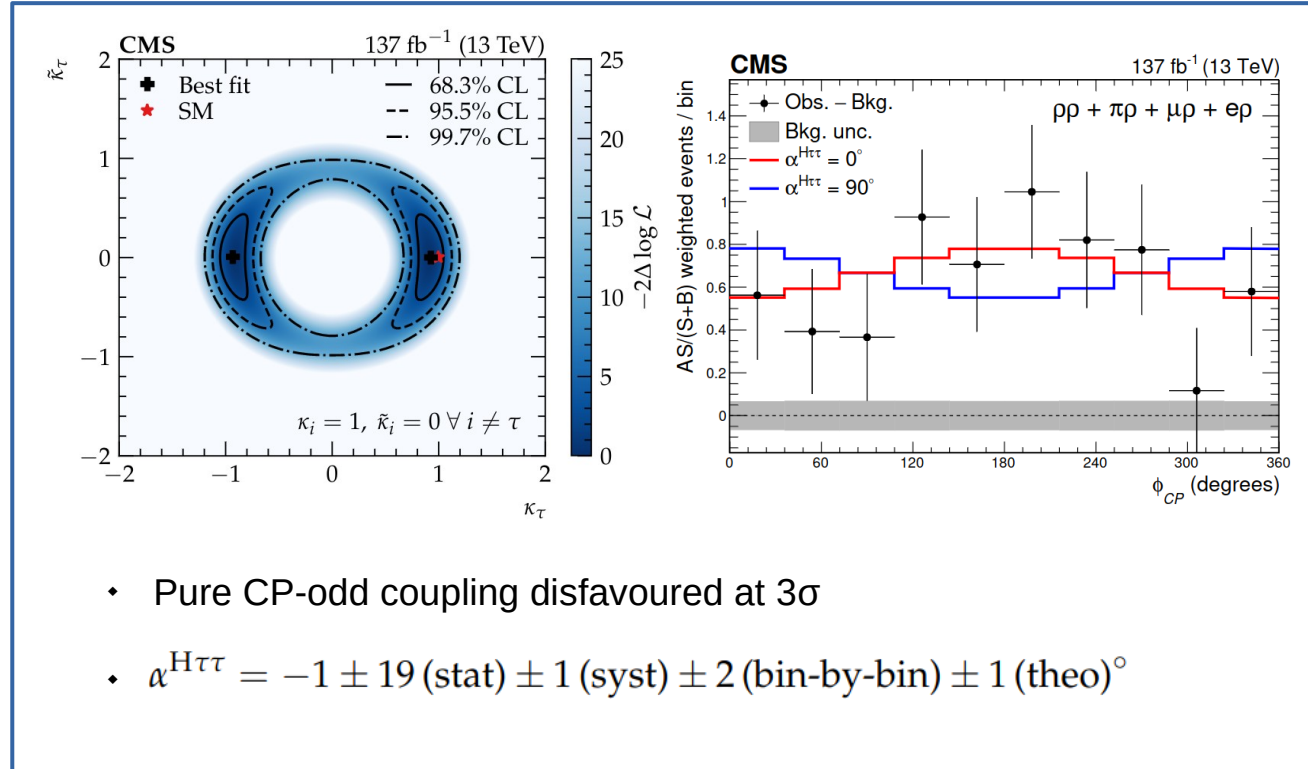 CMS 137 fb⁻¹ (13 TeV)
κ̃τ
2
1
0
−1
−2
Best fit
SM
68.3% CL
95.5% CL
99.7% CL
κᵢ = 1, κ̃ᵢ = 0 ∀ i ≠ τ
−2 −1 0 1 2
κτ
25
20
15
10
5
0
−2Δ log ℒ
CMS 137 fb⁻¹ (13 TeV)
AS/(S+B) weighted events / bin
1.4
1.2
1
0.8
0.6
0.4
0.2
0
Obs. – Bkg.
Bkg. unc.
α^Hττ = 0°
α^Hττ = 90°
ρρ + πρ + μρ + eρ
0 60 120 180 240 300 360
ϕ_CP (degrees)
Pure CP-odd coupling disfavoured at 3σ
α^Hττ = −1 ± 19 (stat) ± 1 (syst) ± 2 (bin-by-bin) ± 1 (theo)°